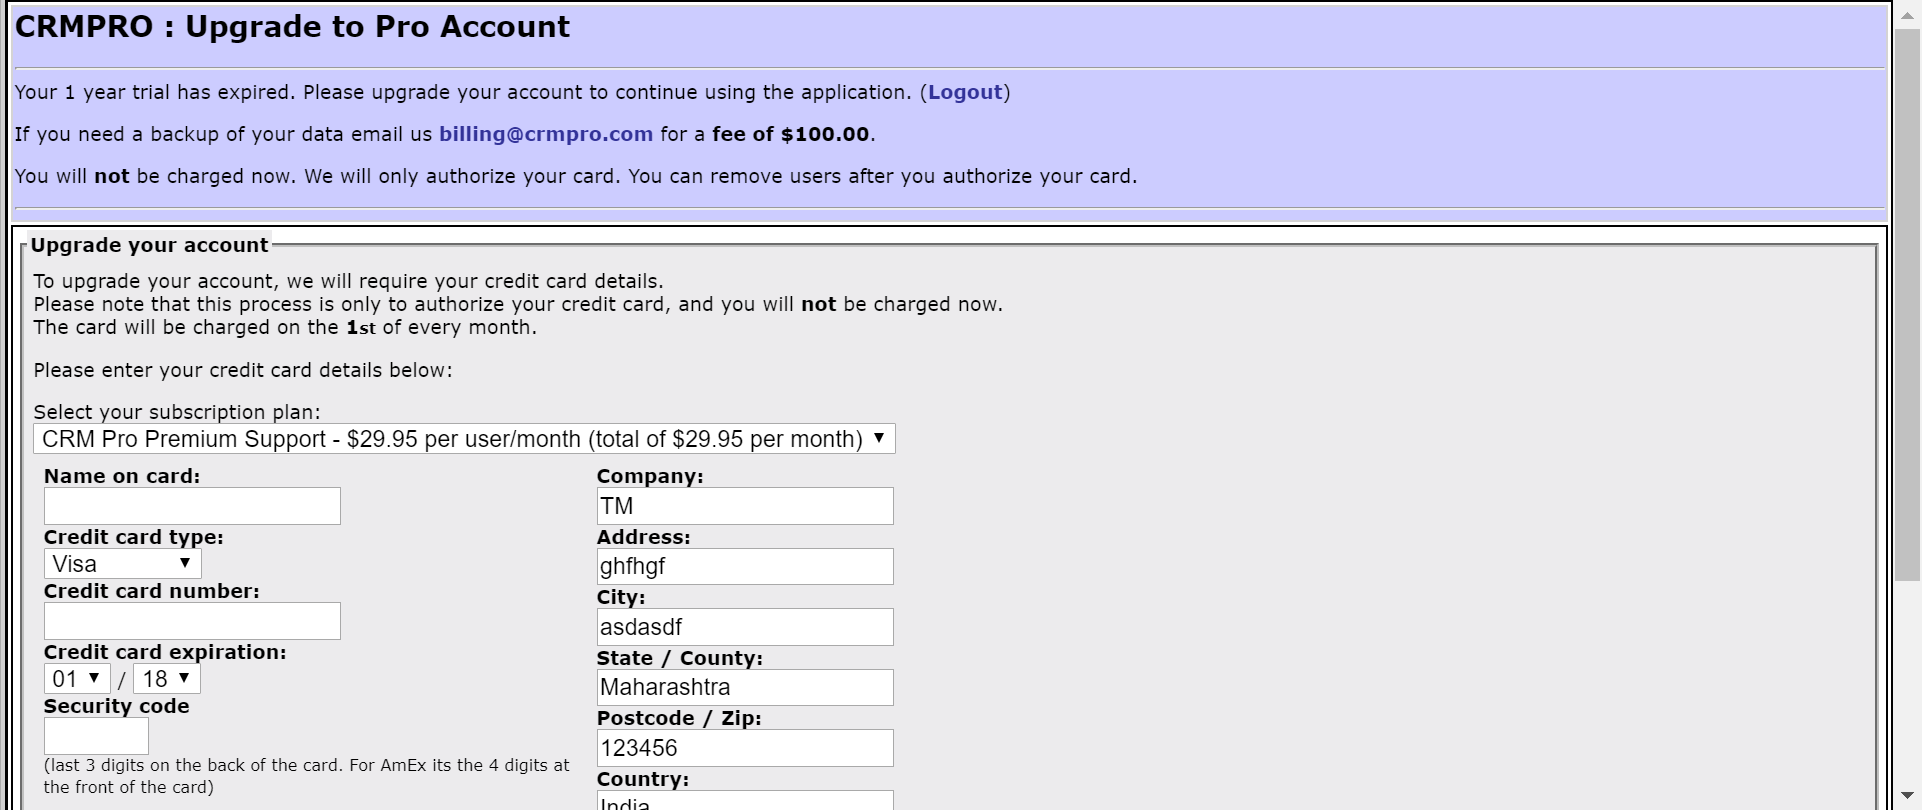 CRMPRO : Upgrade to Pro Account
Your 1 year trial has expired. Please upgrade your account to continue using the application. (Logout)
If you need a backup of your data email us billing@crmpro.com for a fee of $100.00.
You will not be charged now. We will only authorize your card. You can remove users after you authorize your card.
Upgrade your account
To upgrade your account, we will require your credit card details.
Please note that this process is only to authorize your credit card, and you will not be charged now.
The card will be charged on the 1st of every month.
Please enter your credit card details below:
Select your subscription plan:
CRM Pro Premium Support - $29.95 per user/month (total of $29.95 per month)
Name on card:
Credit card type:
Visa
Credit card number:
Credit card expiration:
01 / 18
Security code
(last 3 digits on the back of the card. For AmEx its the 4 digits at
the front of the card)
Company:
TM
Address:
ghfhgf
City:
asdasdf
State / County:
Maharashtra
Postcode / Zip:
123456
Country:
India